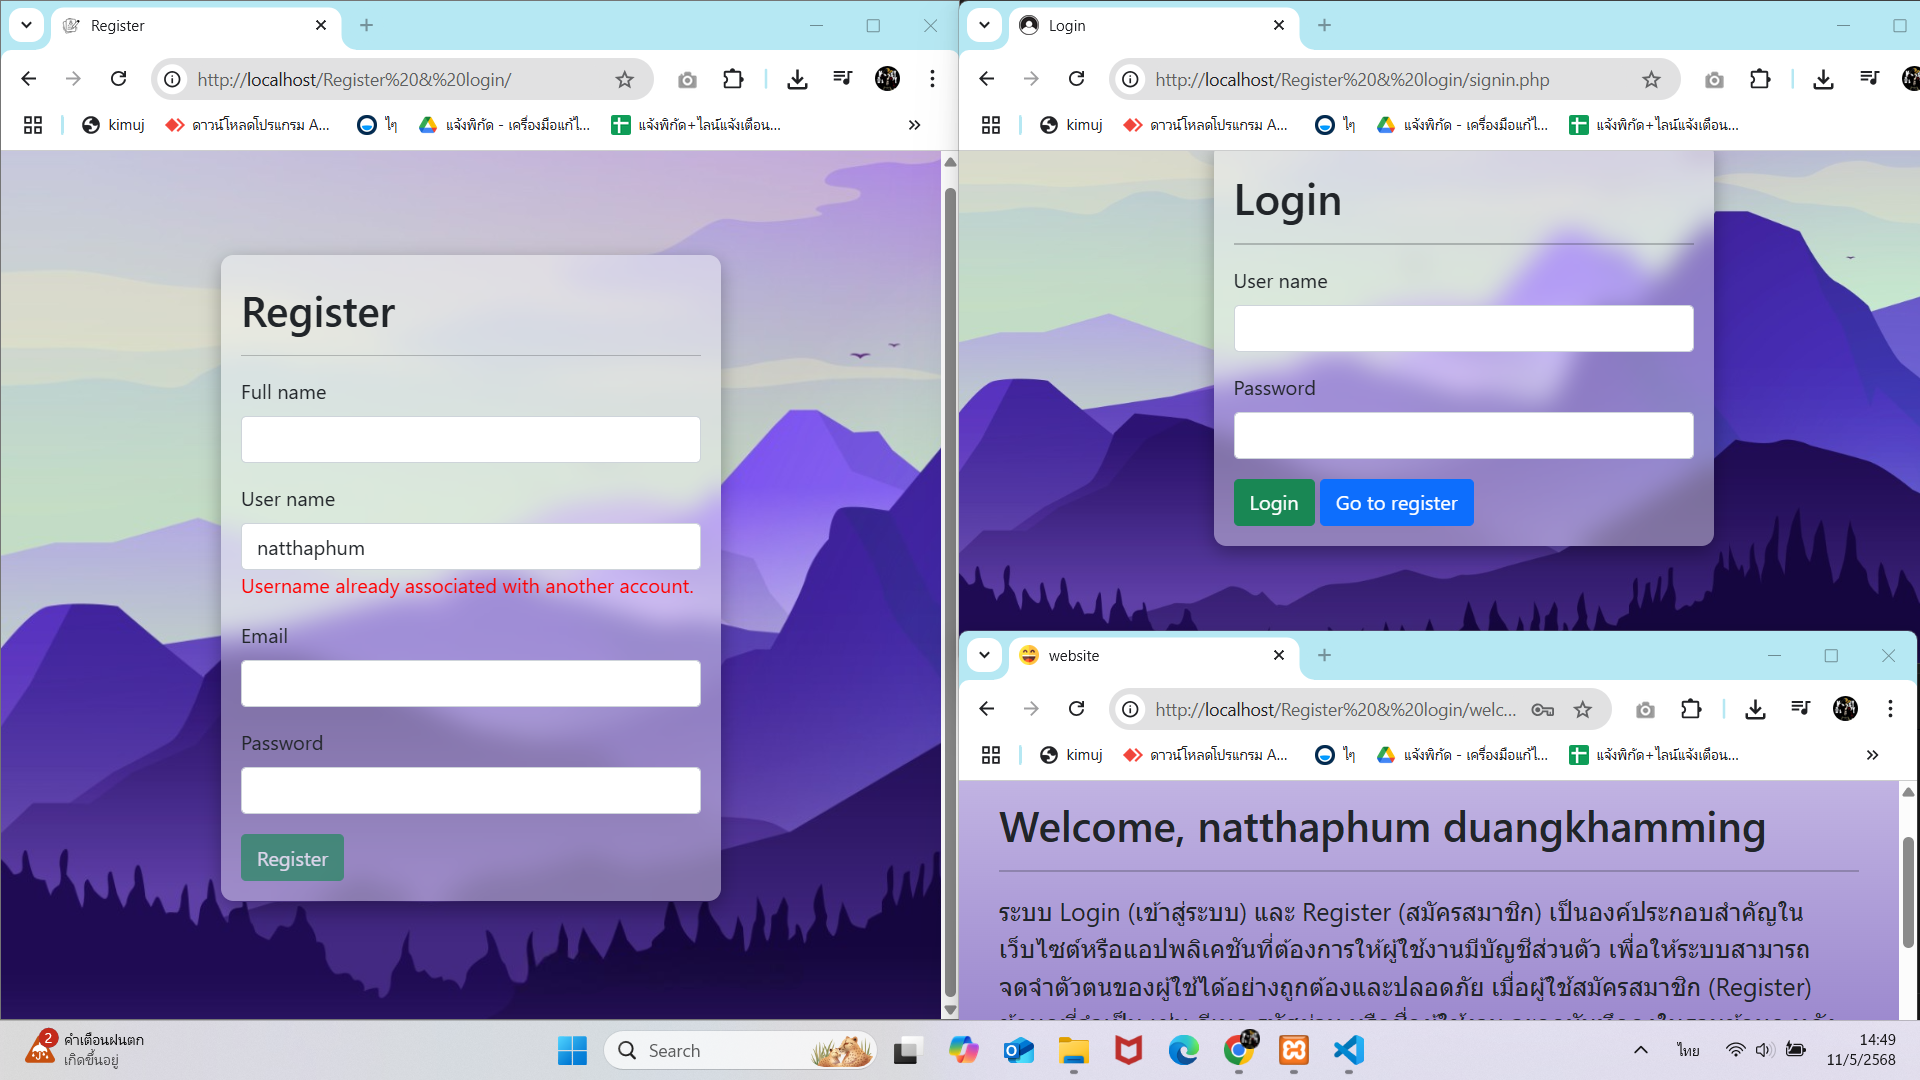 Register
http://localhost/Register%20&%20login/
kimuj
ดาวน์โหลดโปรแกรม A...
ใๆ
แจ้งพิกัด - เครื่องมือแก้ไ...
แจ้งพิกัด+ไลน์แจ้งเตือน...
Register
Full name
User name
natthaphum
Username already associated with another account.
Email
Password
Register
Login
http://localhost/Register%20&%20login/signin.php
kimuj
ดาวน์โหลดโปรแกรม A...
ใๆ
แจ้งพิกัด - เครื่องมือแก้ไ...
แจ้งพิกัด+ไลน์แจ้งเตือน...
Login
User name
Password
Login Go to register
website
http://localhost/Register%20&%20login/welc...
kimuj
ดาวน์โหลดโปรแกรม A...
ใๆ
แจ้งพิกัด - เครื่องมือแก้ไ...
แจ้งพิกัด+ไลน์แจ้งเตือน...
Welcome, natthaphum duangkhamming
ระบบ Login (เข้าสู่ระบบ) และ Register (สมัครสมาชิก) เป็นองค์ประกอบสำคัญใน
เว็บไซต์หรือแอปพลิเคชันที่ต้องการให้ผู้ใช้งานมีบัญชีส่วนตัว เพื่อให้ระบบสามารถ
จดจำตัวตนของผู้ใช้ได้อย่างถูกต้องและปลอดภัย เมื่อผู้ใช้สมัครสมาชิก (Register)
2
คำเตือนฝนตก
เกิดขึ้นอยู่
Search
ไทย
14:49
11/5/2568